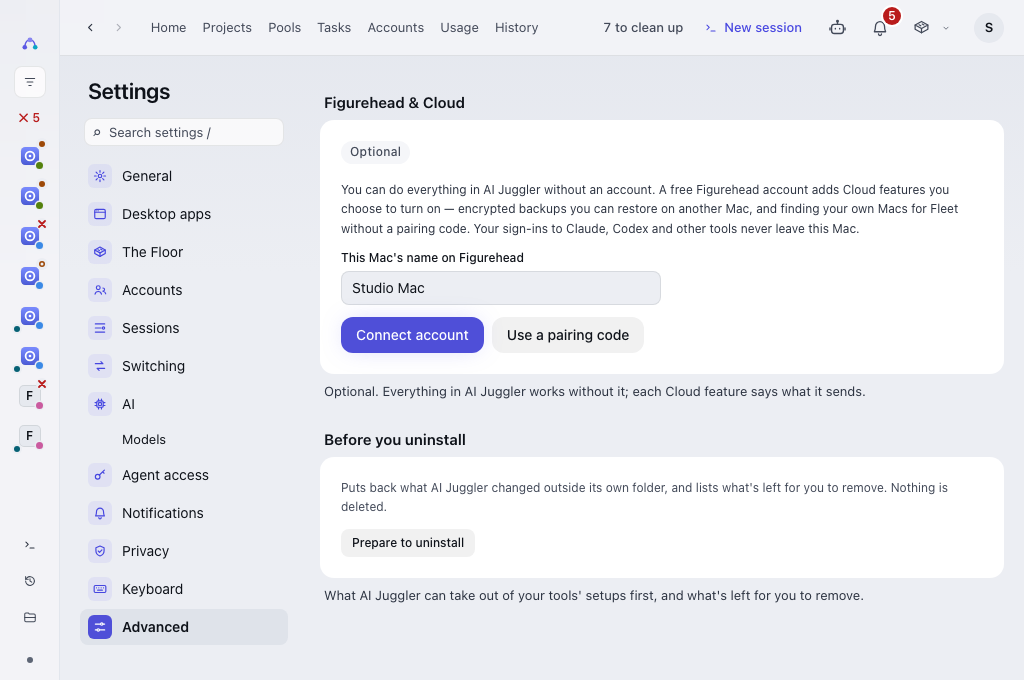 Home Projects Pools Tasks Accounts Usage History 7 to clean up New session 5 S
5
F
F
Settings
Search settings /
General
Desktop apps
The Floor
Accounts
Sessions
Switching
AI
Models
Agent access
Notifications
Privacy
Keyboard
Advanced
Figurehead & Cloud
Optional
You can do everything in AI Juggler without an account. A free Figurehead account adds Cloud features you
choose to turn on — encrypted backups you can restore on another Mac, and finding your own Macs for Fleet
without a pairing code. Your sign-ins to Claude, Codex and other tools never leave this Mac.
This Mac's name on Figurehead
Studio Mac
Connect account Use a pairing code
Optional. Everything in AI Juggler works without it; each Cloud feature says what it sends.
Before you uninstall
Puts back what AI Juggler changed outside its own folder, and lists what's left for you to remove. Nothing is
deleted.
Prepare to uninstall
What AI Juggler can take out of your tools' setups first, and what's left for you to remove.